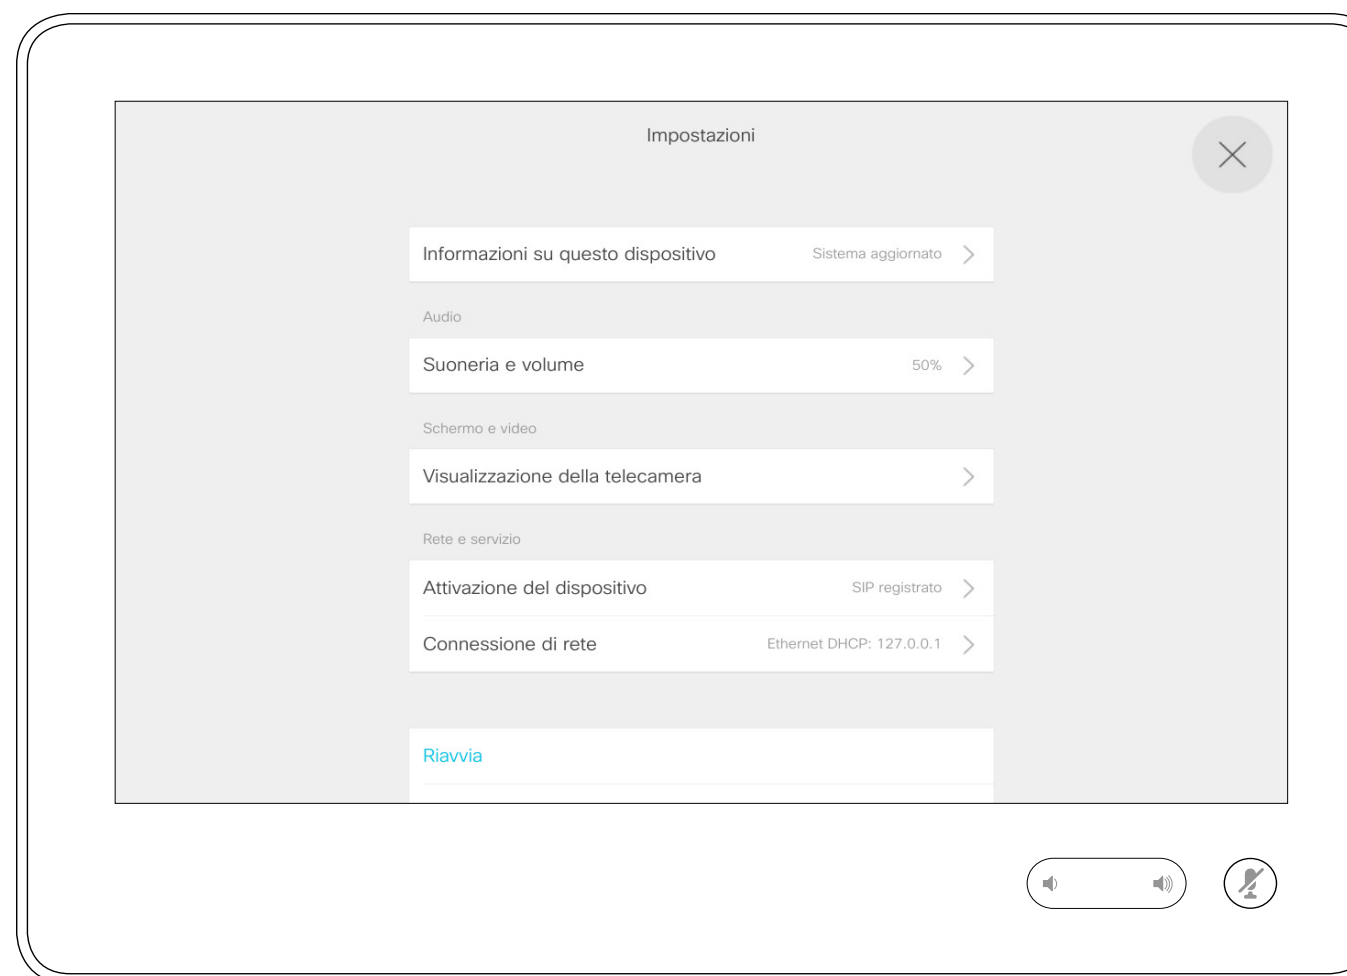 Impostazioni
Informazioni su questo dispositivo Sistema aggiornato
Audio
Suoneria e volume 50%
Schermo e video
Visualizzazione della telecamera
Rete e servizio
Attivazione del dispositivo SIP registrato
Connessione di rete Ethernet DHCP: 127.0.0.1
Riavvia